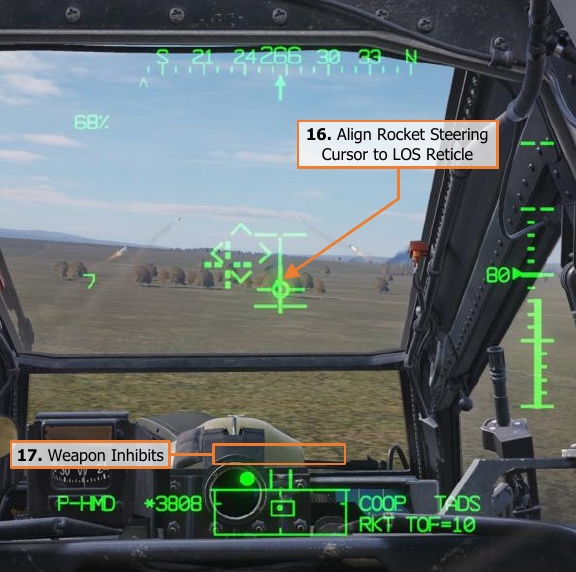 S 21 24 266 30 33 N
68%
16. Align Rocket Steering
Cursor to LOS Reticle
80
7
17. Weapon Inhibits
P-HMD *3808 COOP TADS
RKT TOF=10